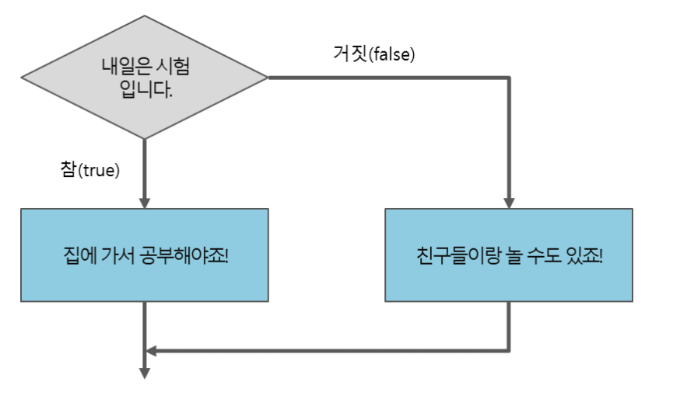 내일은 시험
입니다.
거짓(false)
참(true)
집에 가서 공부해야죠!
친구들이랑 놀 수도 있죠!